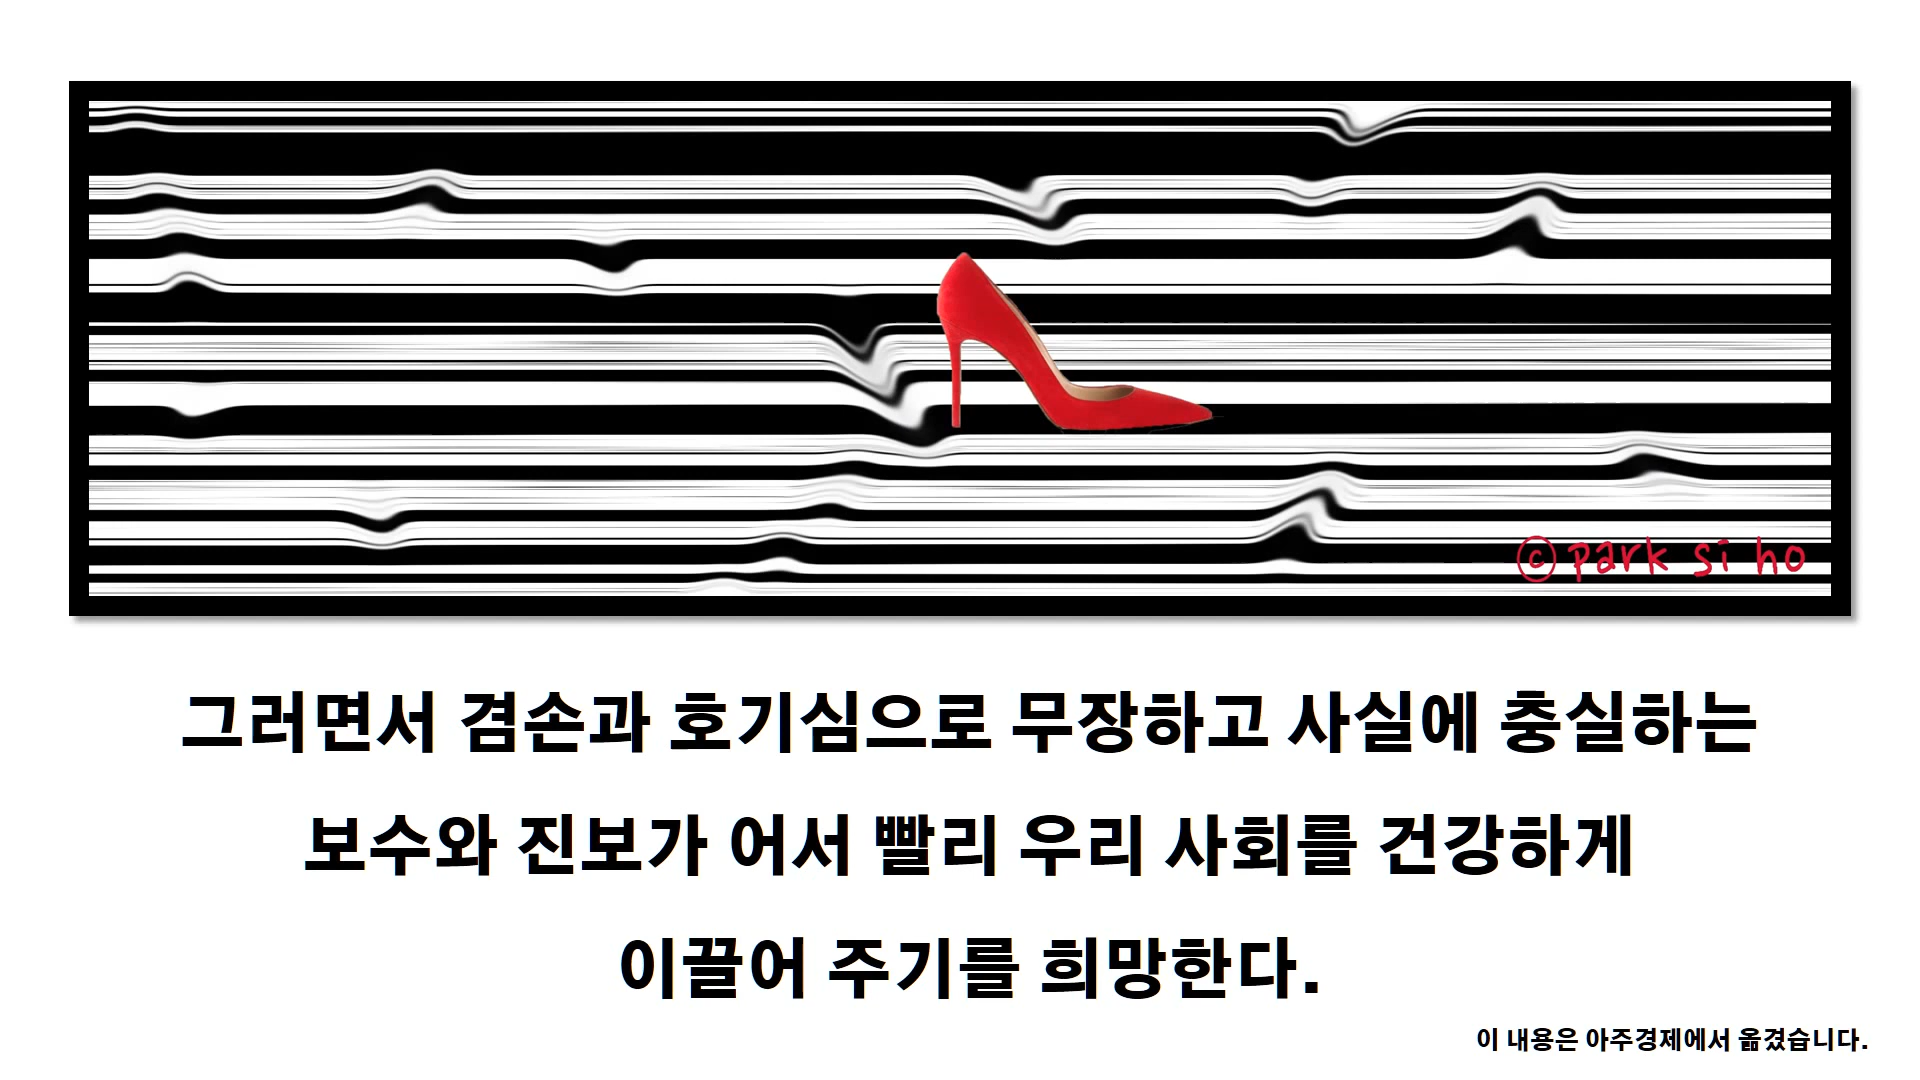 © park si ho
그러면서 겸손과 호기심으로 무장하고 사실에 충실하는
보수와 진보가 어서 빨리 우리 사회를 건강하게
이끌어 주기를 희망한다.
이 내용은 아주경제에서 옮겼습니다.